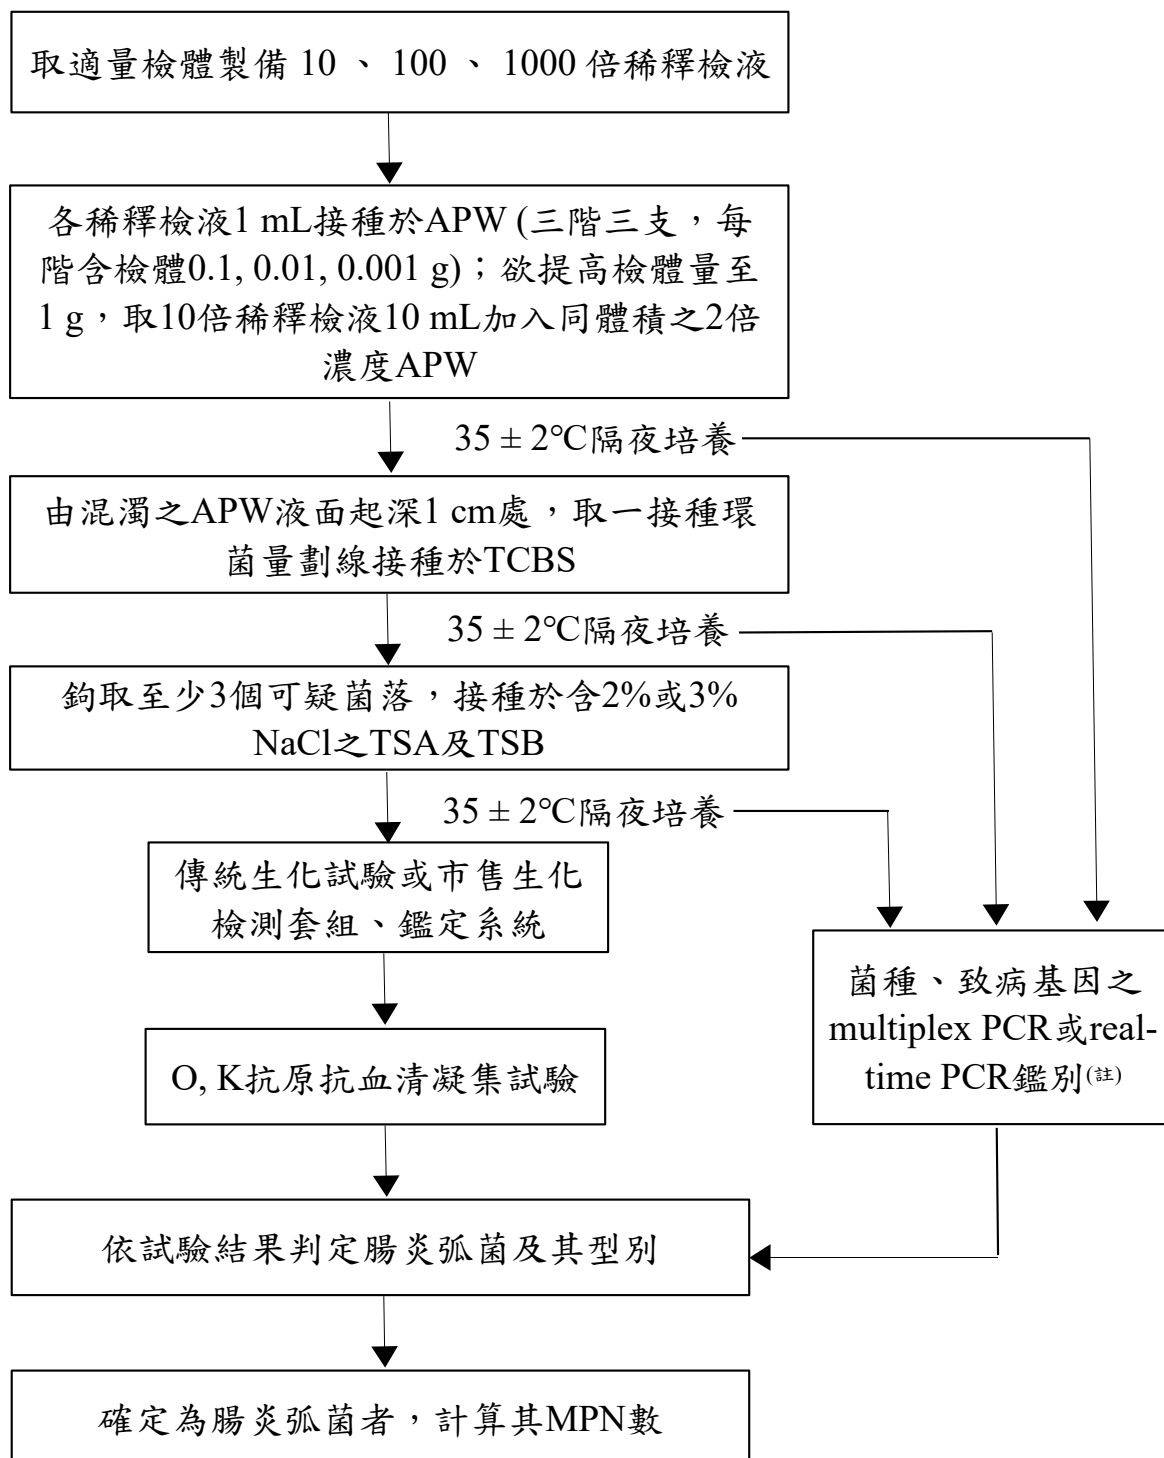 取適量檢體製備 10 、 100 、 1000 倍稀釋檢液
各稀釋檢液1 mL接種於APW (三階三支，每
階含檢體0.1, 0.01, 0.001 g)；欲提高檢體量至
1 g，取10倍稀釋檢液10 mL加入同體積之2倍
濃度APW
35 ± 2℃隔夜培養
由混濁之APW液面起深1 cm處，取一接種環
菌量劃線接種於TCBS
35 ± 2℃隔夜培養
鉤取至少3個可疑菌落，接種於含2%或3%
NaCl之TSA及TSB
35 ± 2℃隔夜培養
傳統生化試驗或市售生化
檢測套組、鑑定系統
菌種、致病基因之
multiplex PCR或real-
time PCR鑑別(註)
O, K抗原抗血清凝集試驗
依試驗結果判定腸炎弧菌及其型別
確定為腸炎弧菌者，計算其MPN數